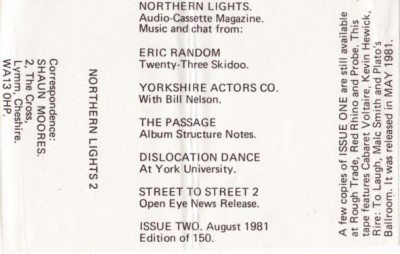 Correspondence:
SHAUN MOORES.
2, The Cross,
Lymm, Cheshire.
WA13 0HP.
NORTHERN LIGHTS 2
NORTHERN LIGHTS.
Audio-Cassette Magazine.
Music and chat from:
ERIC RANDOM
Twenty-Three Skidoo.
YORKSHIRE ACTORS CO.
With Bill Nelson.
THE PASSAGE
Album Structure Notes.
DISLOCATION DANCE
At York University.
STREET TO STREET 2
Open Eye News Release.
ISSUE TWO. August 1981
Edition of 150.
A few copies of ISSUE ONE are still available
at Rough Trade, Red Rhino and Probe. This
tape features Cabaret Voltaire, Kevin Hewick,
Rire: To Laugh, Malc Smith and Plato's
Ballroom. It was released in MAY 1981.